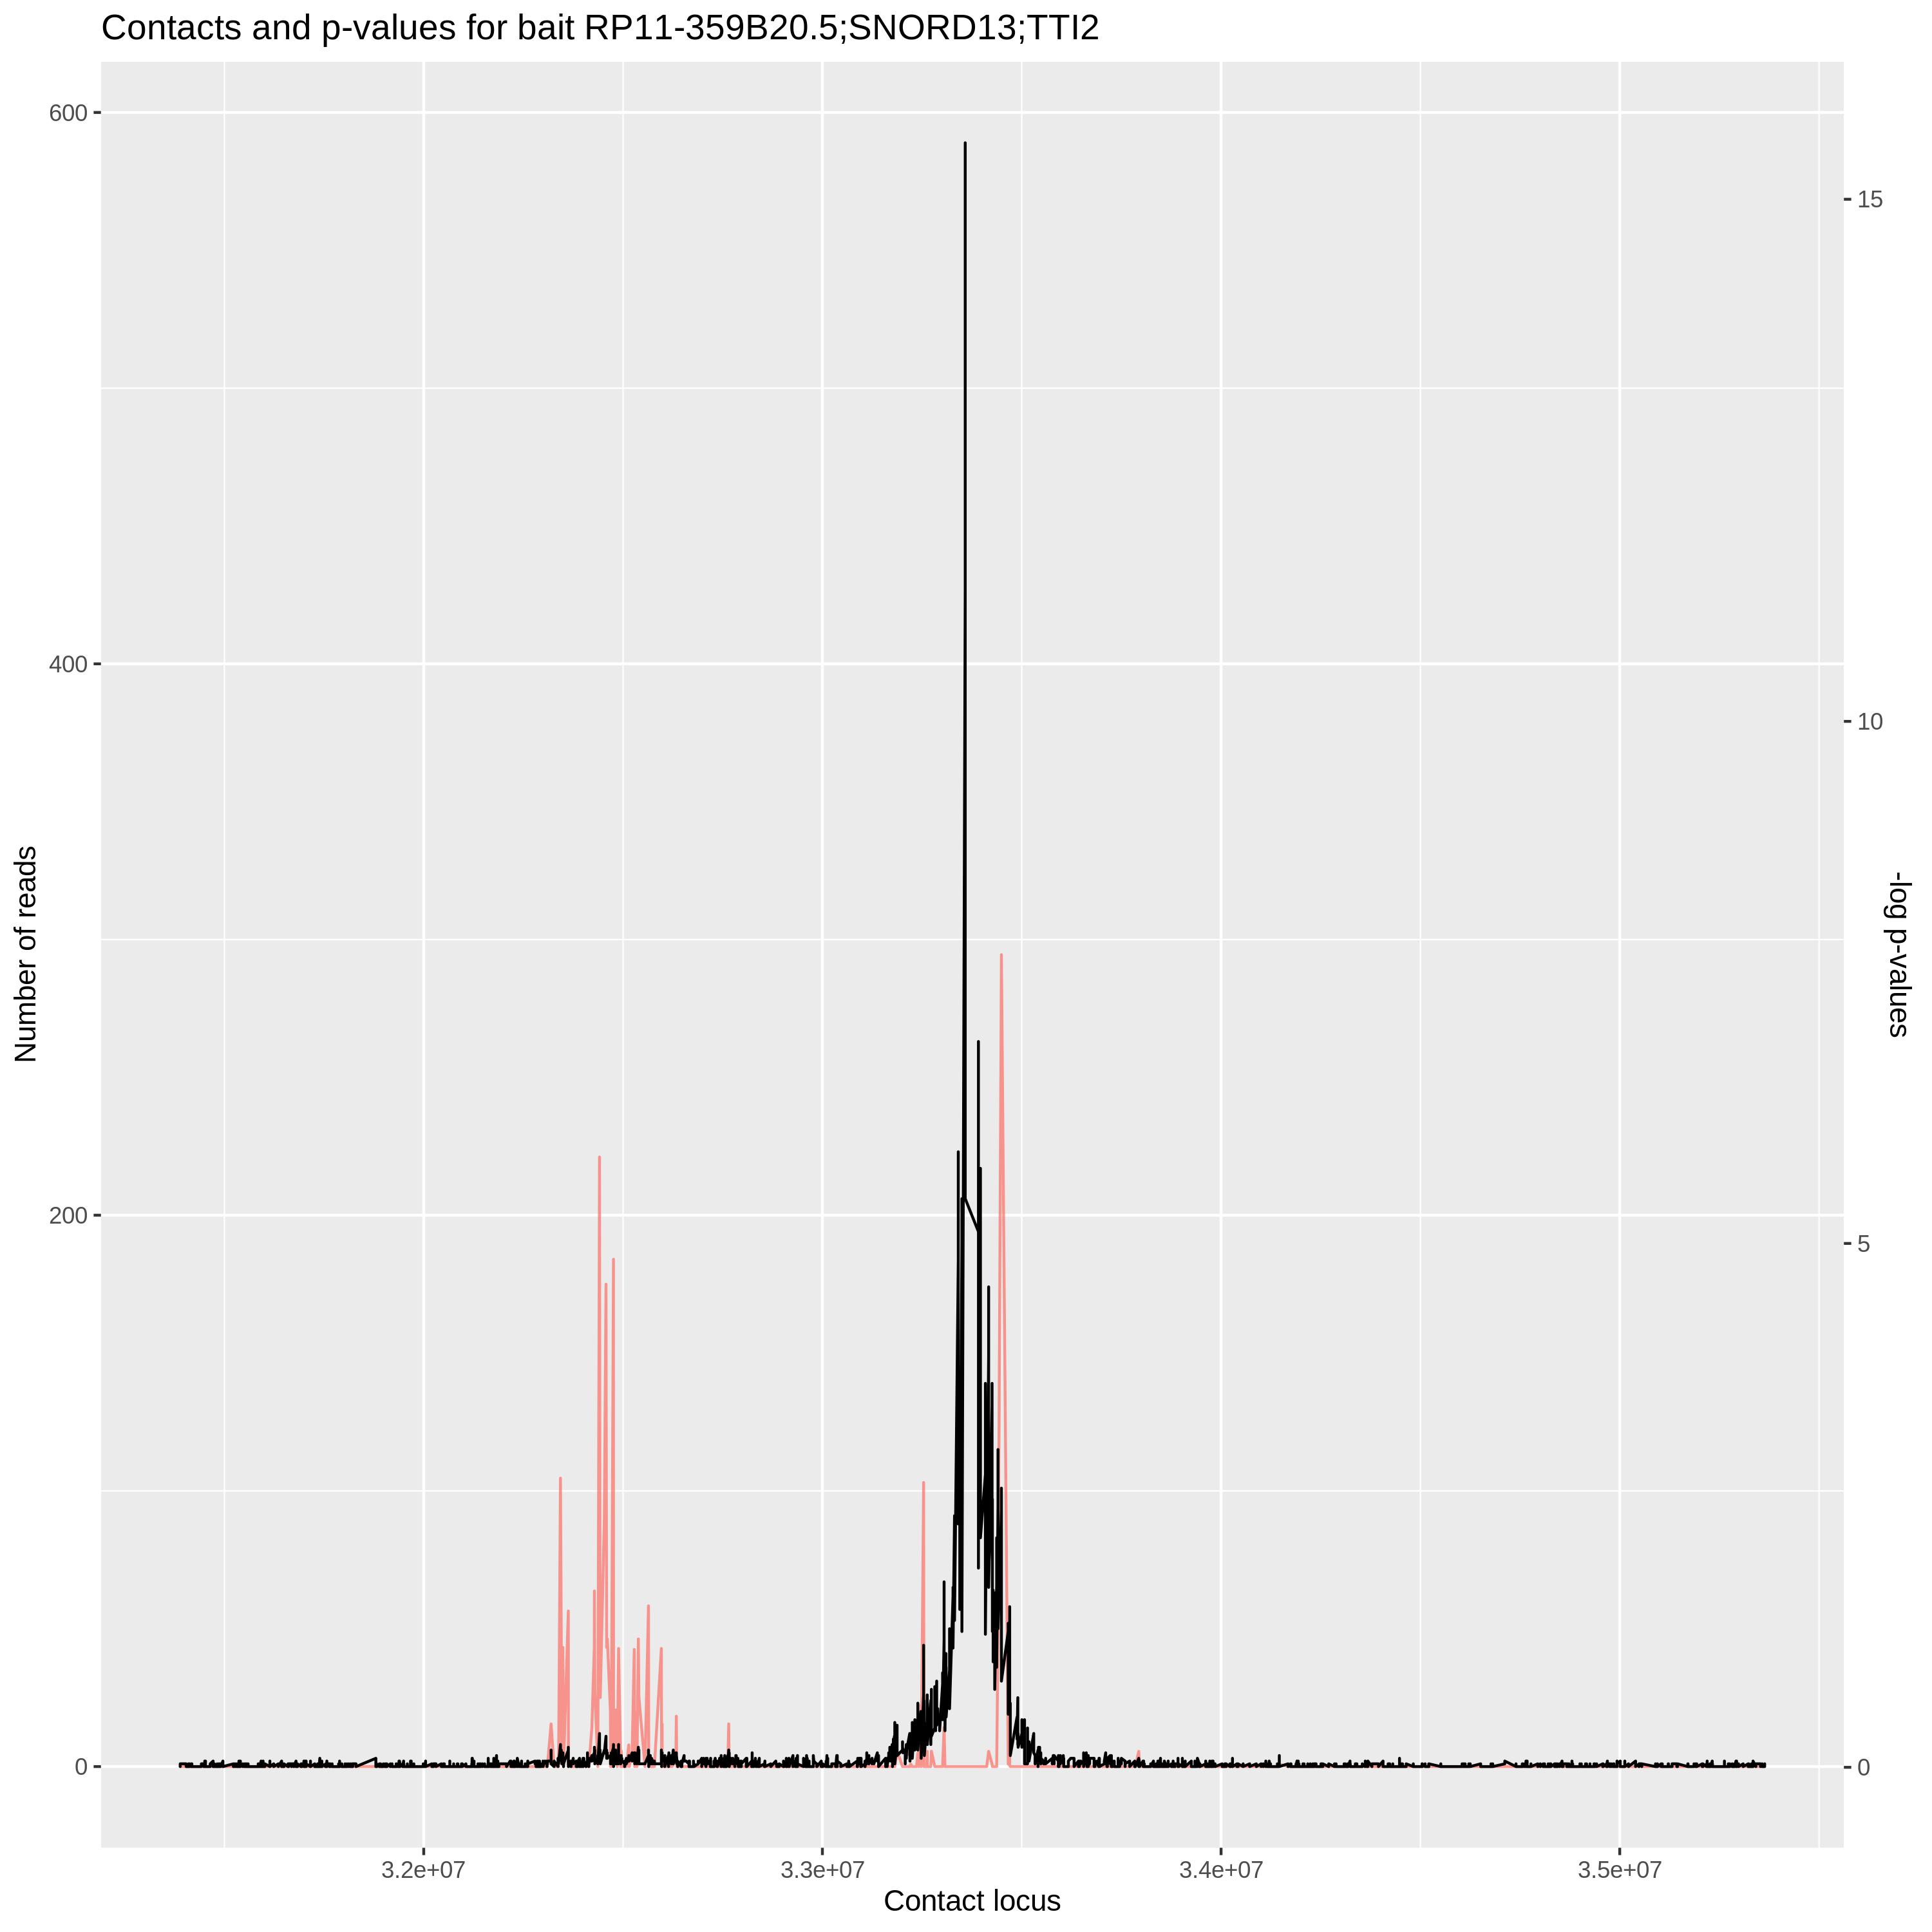 Contacts and p-values for bait RP11-359B20.5;SNORD13;TTI2
600
400
200
0
Number of reads
15
10
5
0
-log p-values
3.2e+07 3.3e+07 3.4e+07 3.5e+07
Contact locus